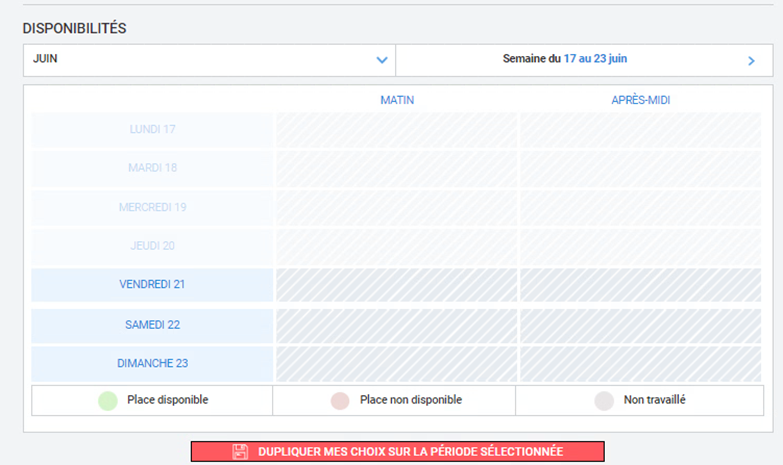 DISPONIBILITÉS
JUIN
Semaine du 17 au 23 juin
MATIN APRÈS-MIDI
LUNDI 17
MARDI 18
MERCREDI 19
JEUDI 20
VENDREDI 21
SAMEDI 22
DIMANCHE 23
Place disponible Place non disponible Non travaillé
DUPLIQUER MES CHOIX SUR LA PÉRIODE SÉLECTIONNÉE